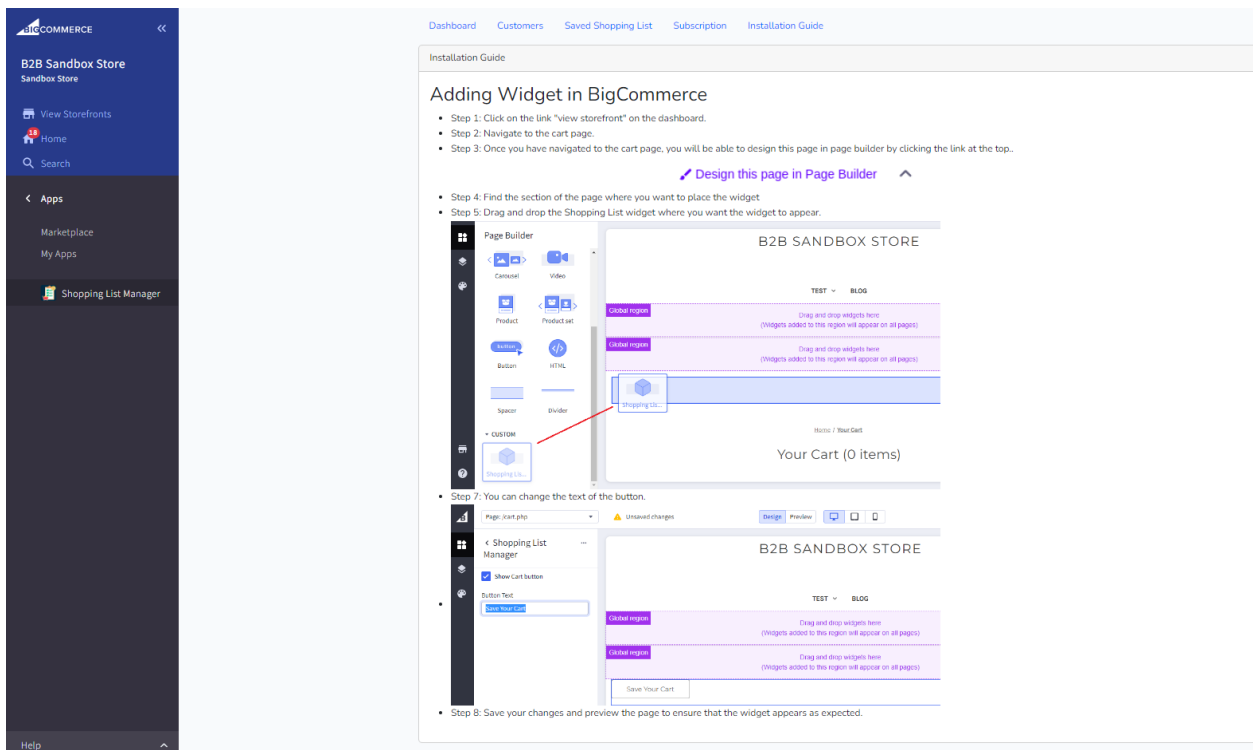 BIGCOMMERCE
B2B Sandbox Store
Sandbox Store
View Storefronts
18
Home
Search
Apps
Marketplace
My Apps
Shopping List Manager
Help
Dashboard Customers Saved Shopping List Subscription Installation Guide
Installation Guide
Adding Widget in BigCommerce
Step 1: Click on the link "view storefront" on the dashboard.
Step 2: Navigate to the cart page.
Step 3: Once you have navigated to the cart page, you will be able to design this page in page builder by clicking the link at the top..
Design this page in Page Builder
Step 4: Find the section of the page where you want to place the widget
Step 5: Drag and drop the Shopping List widget where you want the widget to appear.
Page Builder
Carousel Video
Product Product set
Button
Button HTML
Spacer Divider
CUSTOM
Shopping Lis...
B2B SANDBOX STORE
TEST BLOG
Global region
Drag and drop widgets here
(Widgets added to this region will appear on all pages)
Global region
Drag and drop widgets here
(Widgets added to this region will appear on all pages)
Shopping Lis...
Home / Your Cart
Your Cart (0 items)
Step 7: You can change the text of the button.
Page: /cart.php Unsaved changes Design Preview
< Shopping List
Manager
...
Show Cart button
Button Text
Save Your Cart
B2B SANDBOX STORE
TEST BLOG
Global region
Drag and drop widgets here
(Widgets added to this region will appear on all pages)
Global region
Drag and drop widgets here
(Widgets added to this region will appear on all pages)
Save Your Cart
Step 8: Save your changes and preview the page to ensure that the widget appears as expected.